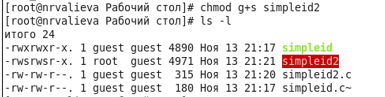 [root@nrvalieva Рабочий стол]# chmod g+s simpleid2
[root@nrvalieva Рабочий стол]# ls -l
итого 24
-rwxrwxr-x. 1 guest guest 4890 Ноя 13 21:17 simpleid
-rwsrwsr-x. 1 root  guest 4971 Ноя 13 21:21 simpleid2
-rw-rw-r--. 1 guest guest  315 Ноя 13 21:20 simpleid2.c
-rw-rw-r--. 1 guest guest  180 Ноя 13 21:17 simpleid.c~